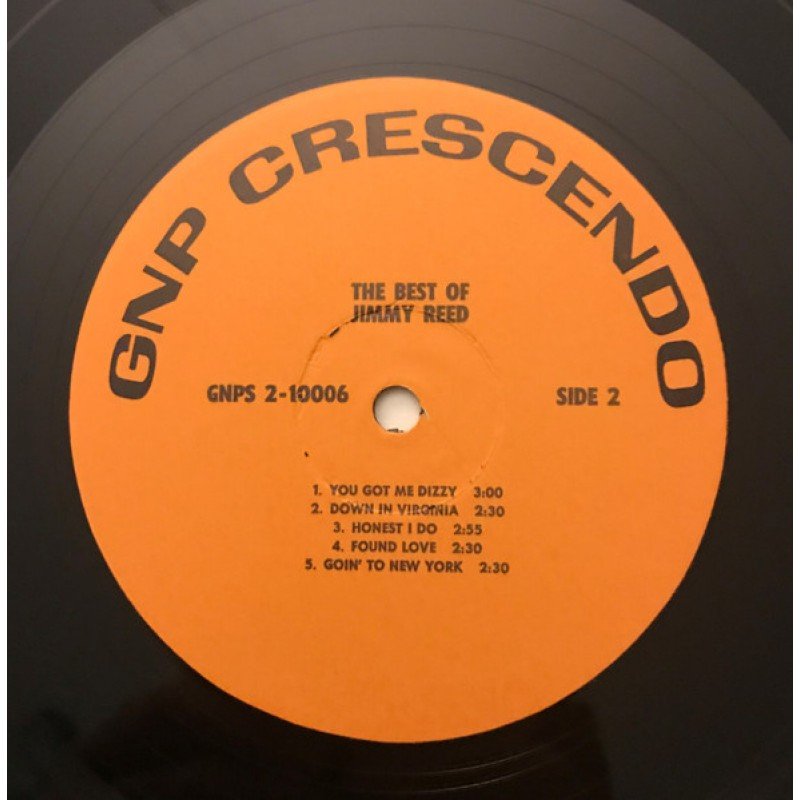 GNP CRESCENDO
THE BEST OF
JIMMY REED
GNPS 2-10006
SIDE 2
1. YOU GOT ME DIZZY 3:00
2. DOWN IN VIRGINIA 2:30
3. HONEST I DO 2:55
4. FOUND LOVE 2:30
5. GOIN' TO NEW YORK 2:30